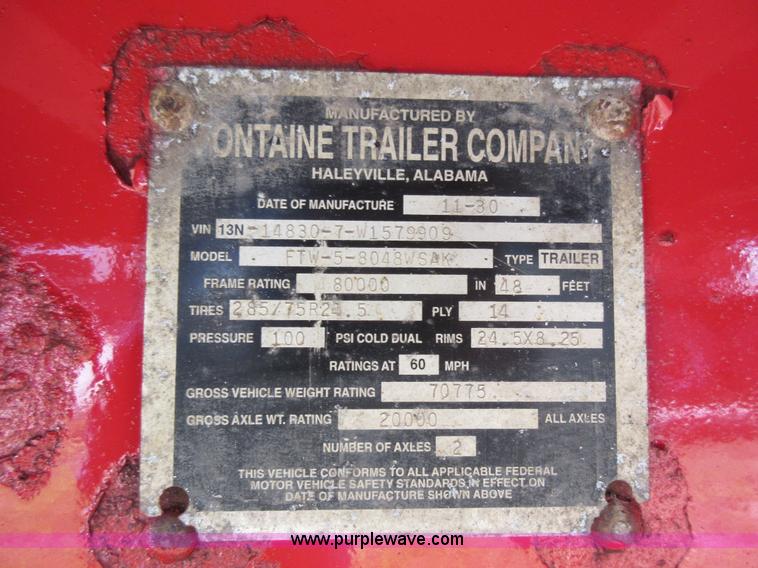 MANUFACTURED BY
ONTAINE TRAILER COMPAN
HALEYVILLE, ALABAMA
DATE OF MANUFACTURE 11-30
VIN 13N-14830-7-W1579909
MODEL FTW-5-8048WSAK TYPE TRAILER
FRAME RATING 80000 IN 48 FEET
TIRES 285/75R24.5 PLY 14
PRESSURE 100 PSI COLD DUAL RIMS 24.5X8.25
RATINGS AT 60 MPH
GROSS VEHICLE WEIGHT RATING 70775
GROSS AXLE WT. RATING 20000 ALL AXLES
NUMBER OF AXLES 2
THIS VEHICLE CONFORMS TO ALL APPLICABLE FEDERAL
MOTOR VEHICLE SAFETY STANDARDS IN EFFECT ON
DATE OF MANUFACTURE SHOWN ABOVE
www.purplewave.com